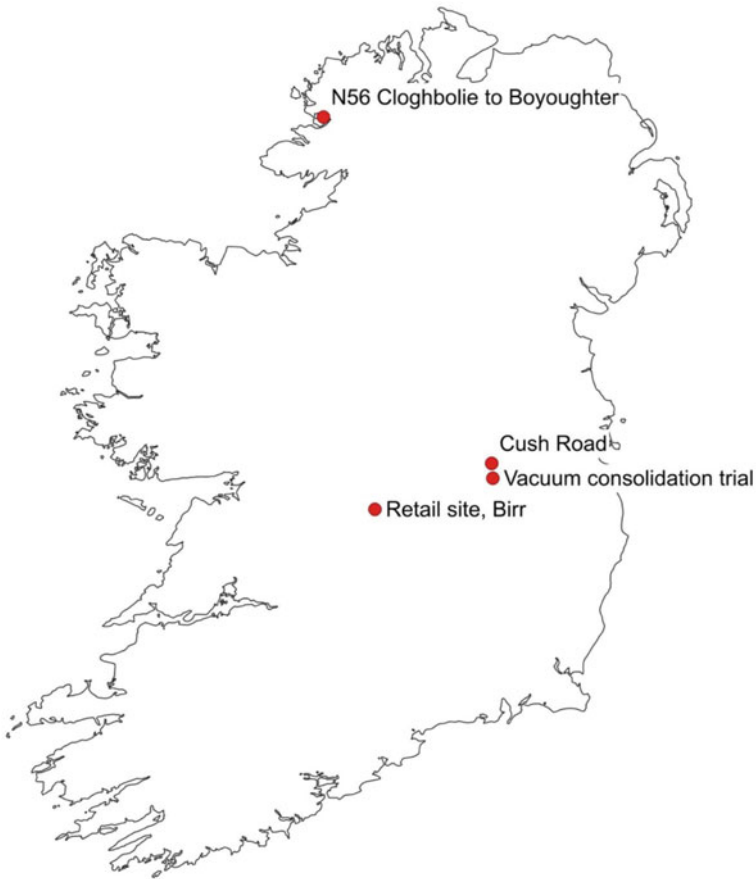 N56 Cloghbolie to Boyoughter
Cush Road
Vacuum consolidation trial
Retail site, Birr